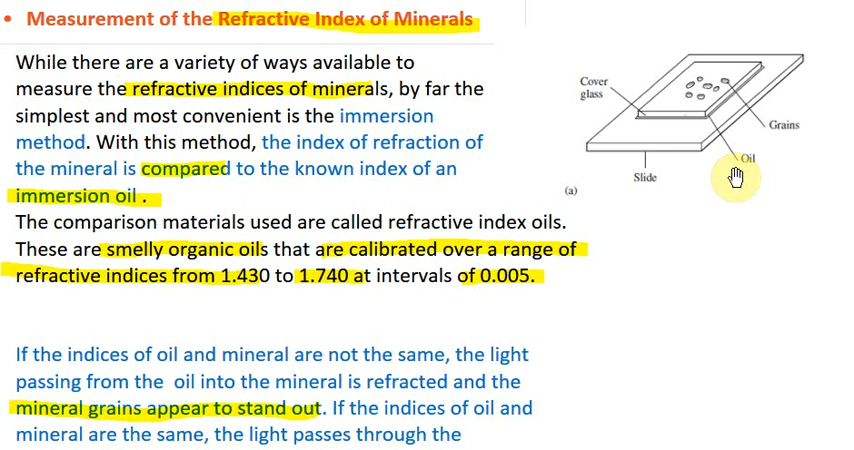 • Measurement of the Refractive Index of Minerals
While there are a variety of ways available to
measure the refractive indices of minerals, by far the
simplest and most convenient is the immersion
method. With this method, the index of refraction of
the mineral is compared to the known index of an
immersion oil .
The comparison materials used are called refractive index oils.
These are smelly organic oils that are calibrated over a range of
refractive indices from 1.430 to 1.740 at intervals of 0.005.
If the indices of oil and mineral are not the same, the light
passing from the oil into the mineral is refracted and the
mineral grains appear to stand out. If the indices of oil and
mineral are the same, the light passes through the
Cover
glass
Grains
Oil
Slide
(a)